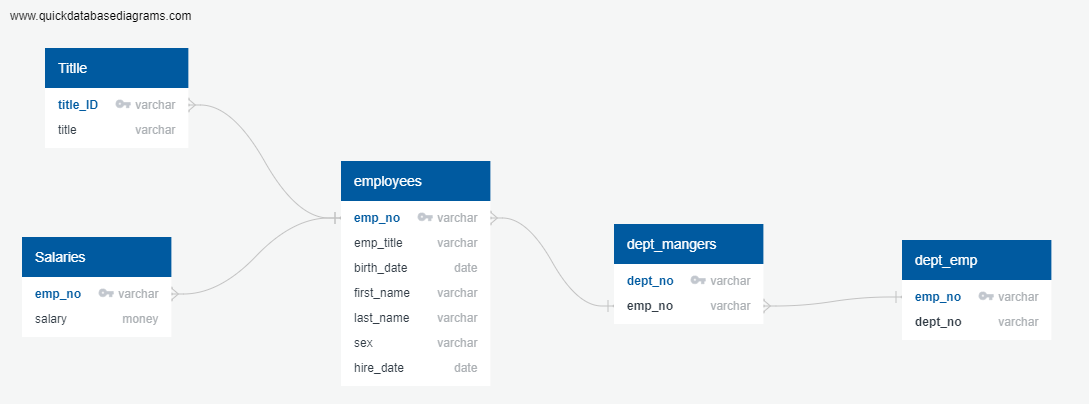 www.quickdatabasediagrams.com
Titlle
title_ID varchar
title varchar
Salaries
emp_no varchar
salary money
employees
emp_no varchar
emp_title varchar
birth_date date
first_name varchar
last_name varchar
sex varchar
hire_date date
dept_mangers
dept_no varchar
emp_no varchar
dept_emp
emp_no varchar
dept_no varchar